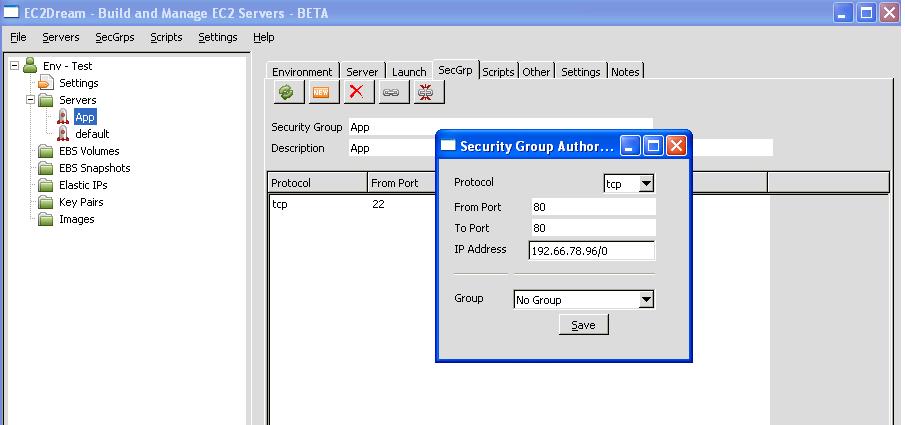 EC2Dream - Build and Manage EC2 Servers - BETA
File Servers SecGrps Scripts Settings Help
Env - Test
Settings
Servers
App
default
EBS Volumes
EBS Snapshots
Elastic IPs
Key Pairs
Images
Environment Server Launch SecGrp Scripts Other Settings Notes
NEW
Security Group App
Description App
Protocol From Port
tcp 22
Security Group Author...
Protocol tcp
From Port 80
To Port 80
IP Address 192.66.78.96/0
Group No Group
Save